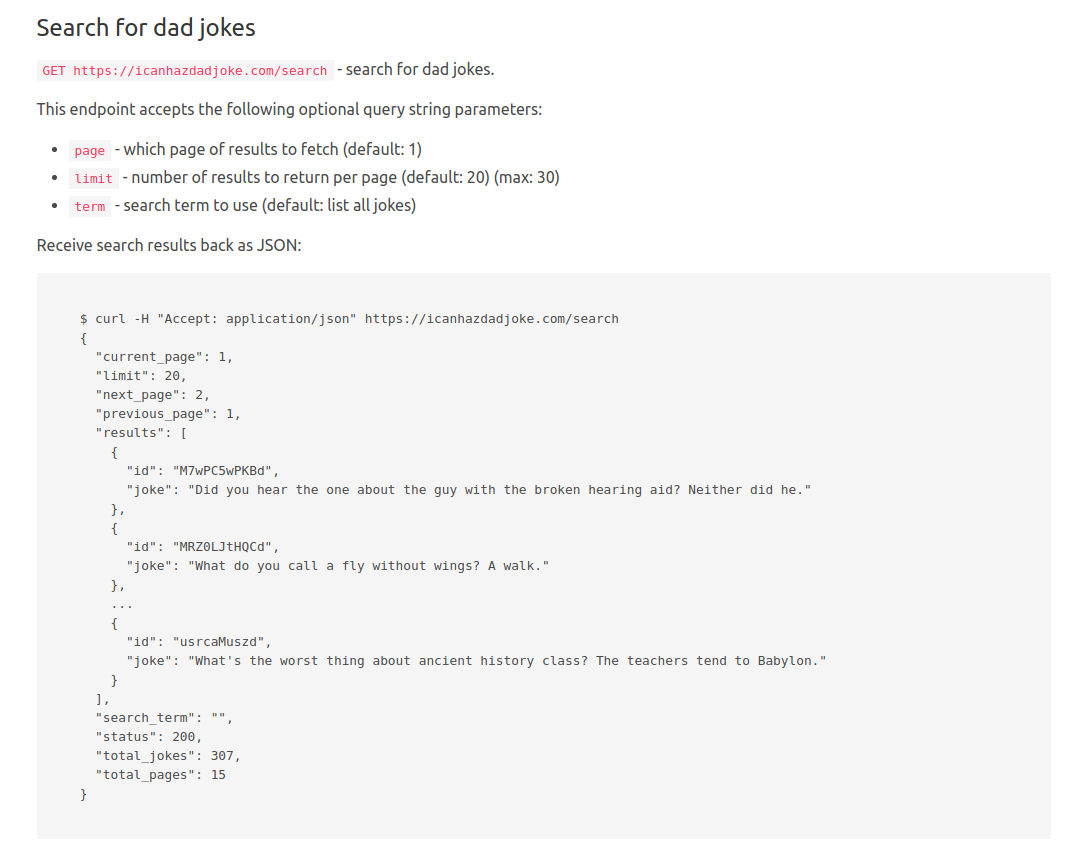 Search for dad jokes
GET https://icanhazdadjoke.com/search - search for dad jokes.
This endpoint accepts the following optional query string parameters:
• page - which page of results to fetch (default: 1)
• limit - number of results to return per page (default: 20) (max: 30)
• term - search term to use (default: list all jokes)
Receive search results back as JSON:
$ curl -H "Accept: application/json" https://icanhazdadjoke.com/search
{
  "current_page": 1,
  "limit": 20,
  "next_page": 2,
  "previous_page": 1,
  "results": [
    {
      "id": "M7wPC5wPKBd",
      "joke": "Did you hear the one about the guy with the broken hearing aid? Neither did he."
    },
    {
      "id": "MRZ0LJtHQCd",
      "joke": "What do you call a fly without wings? A walk."
    },
    ...
    {
      "id": "usrcaMuszd",
      "joke": "What's the worst thing about ancient history class? The teachers tend to Babylon."
    }
  ],
  "search_term": "",
  "status": 200,
  "total_jokes": 307,
  "total_pages": 15
}